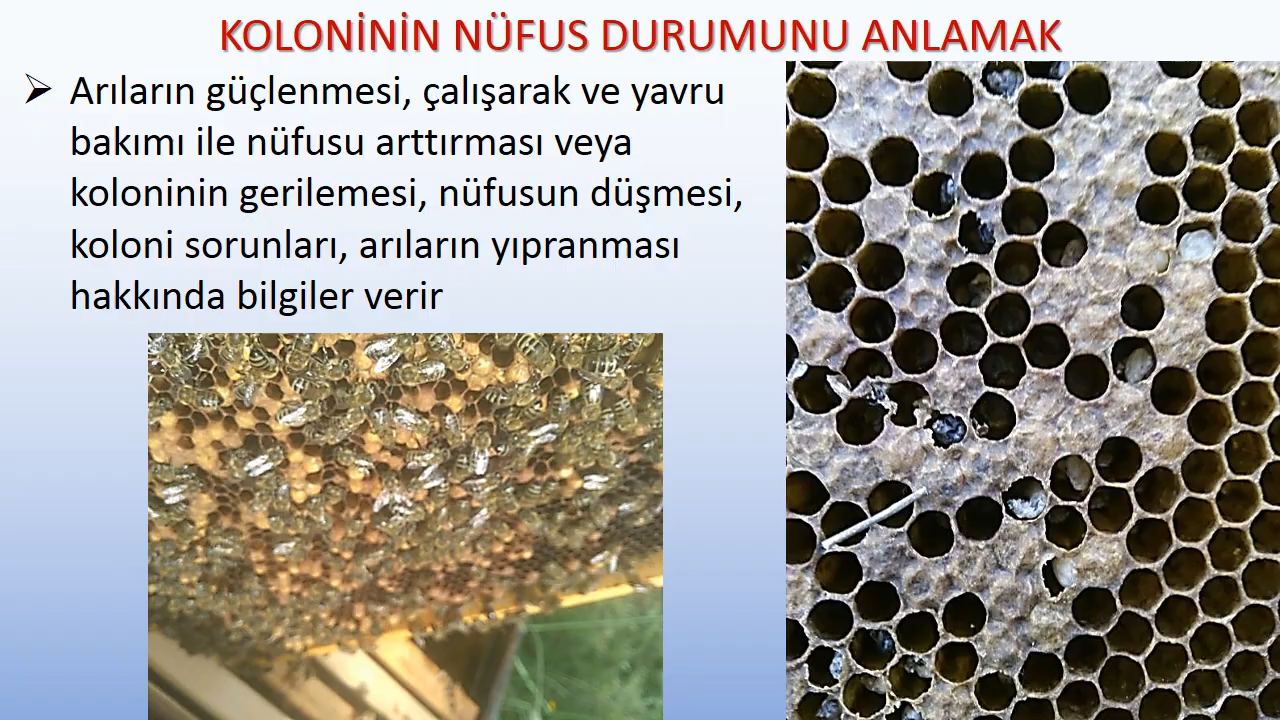 KOLONİNİN NÜFUS DURUMUNU ANLAMAK
Arıların güçlenmesi, çalışarak ve yavru
bakımı ile nüfusu arttırması veya
koloninin gerilemesi, nüfusun düşmesi,
koloni sorunları, arıların yıpranması
hakkında bilgiler verir